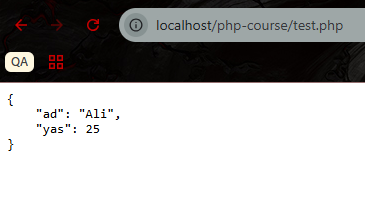 localhost/php-course/test.php
QA
{
    "ad": "Ali",
    "yas": 25
}